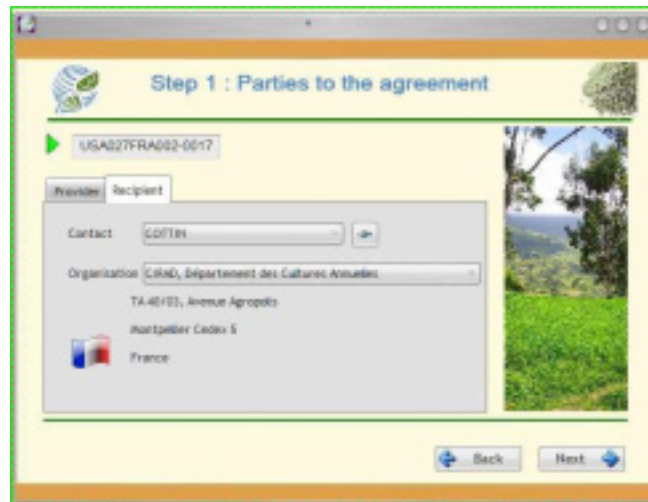 Step 1 : Parties to the agreement
USA027FRA002-0017
Provider Recipient
Contact COTTIN
Organisation CIRAD, Département des Cultures Annuelles
TA 40/03, Avenue Agropolis
Montpellier Cedex 5
France
Back Next